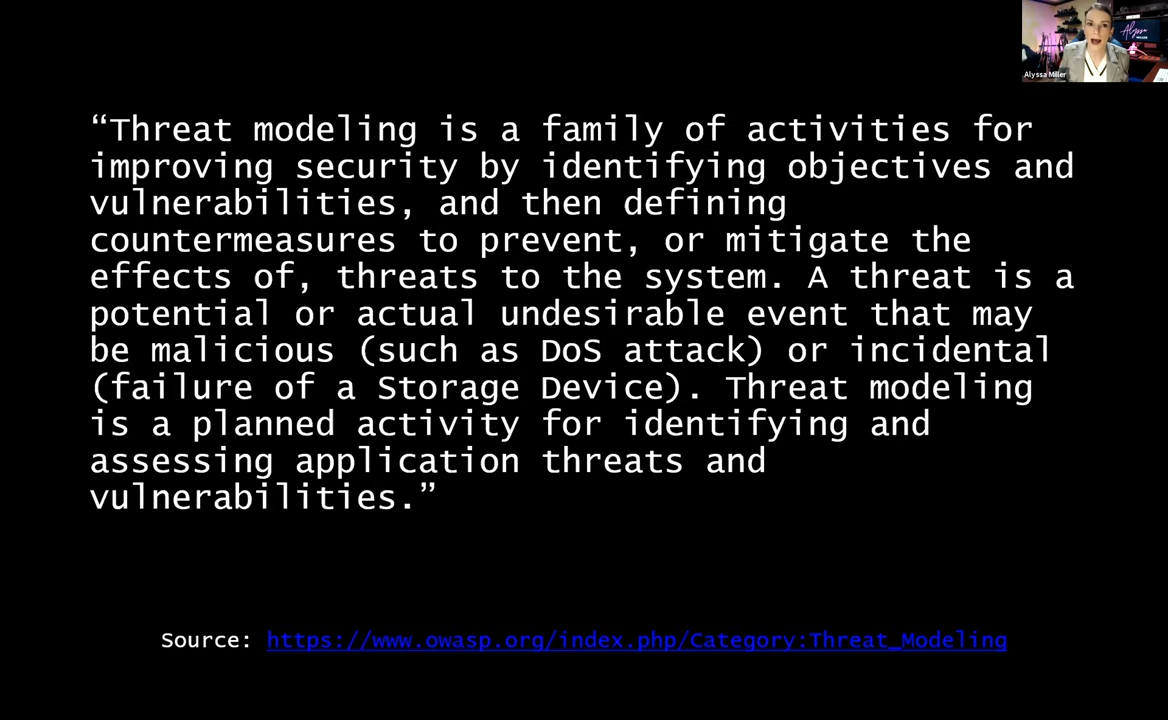 “Threat modeling is a family of activities for
improving security by identifying objectives and
vulnerabilities, and then defining
countermeasures to prevent, or mitigate the
effects of, threats to the system. A threat is a
potential or actual undesirable event that may
be malicious (such as DoS attack) or incidental
(failure of a Storage Device). Threat modeling
is a planned activity for identifying and
assessing application threats and
vulnerabilities.”
Source: https://www.owasp.org/index.php/Category:Threat_Modeling
Alyssa
Alyssa Miller